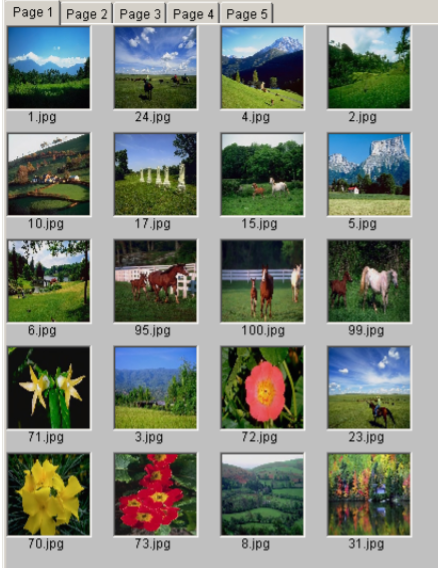 Page 1 Page 2 Page 3 Page 4 Page 5
1.jpg 24.jpg 4.jpg 2.jpg
10.jpg 17.jpg 15.jpg 5.jpg
6.jpg 95.jpg 100.jpg 99.jpg
71.jpg 3.jpg 72.jpg 23.jpg
70.jpg 73.jpg 8.jpg 31.jpg